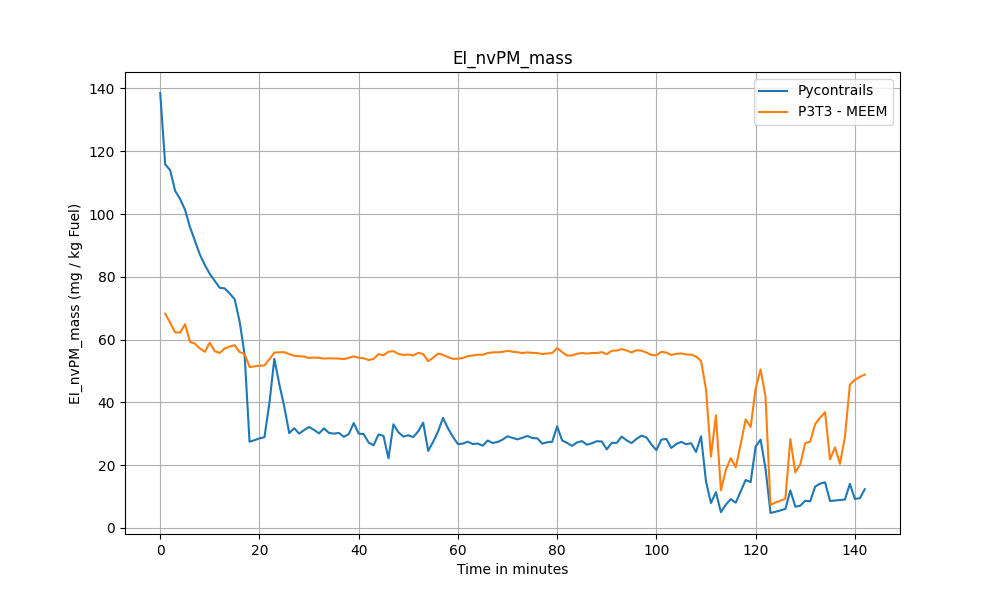 EI_nvPM_mass
Pycontrails
P3T3 - MEEM
EI_nvPM_mass (mg / kg Fuel)
140
120
100
80
60
40
20
0
0 20 40 60 80 100 120 140
Time in minutes